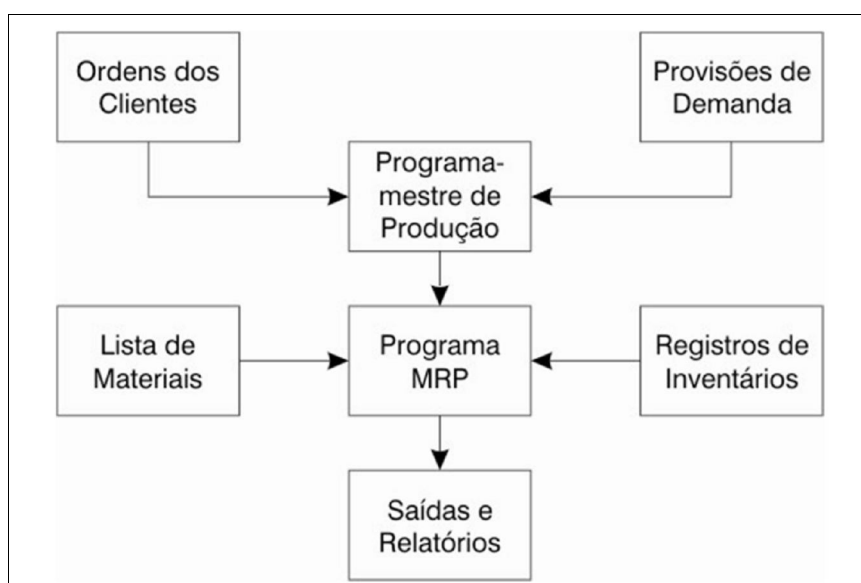 Ordens dos
Clientes
Provisões de
Demanda
Programa-
mestre de
Produção
Lista de
Materiais
Programa
MRP
Registros de
Inventários
Saídas e
Relatórios